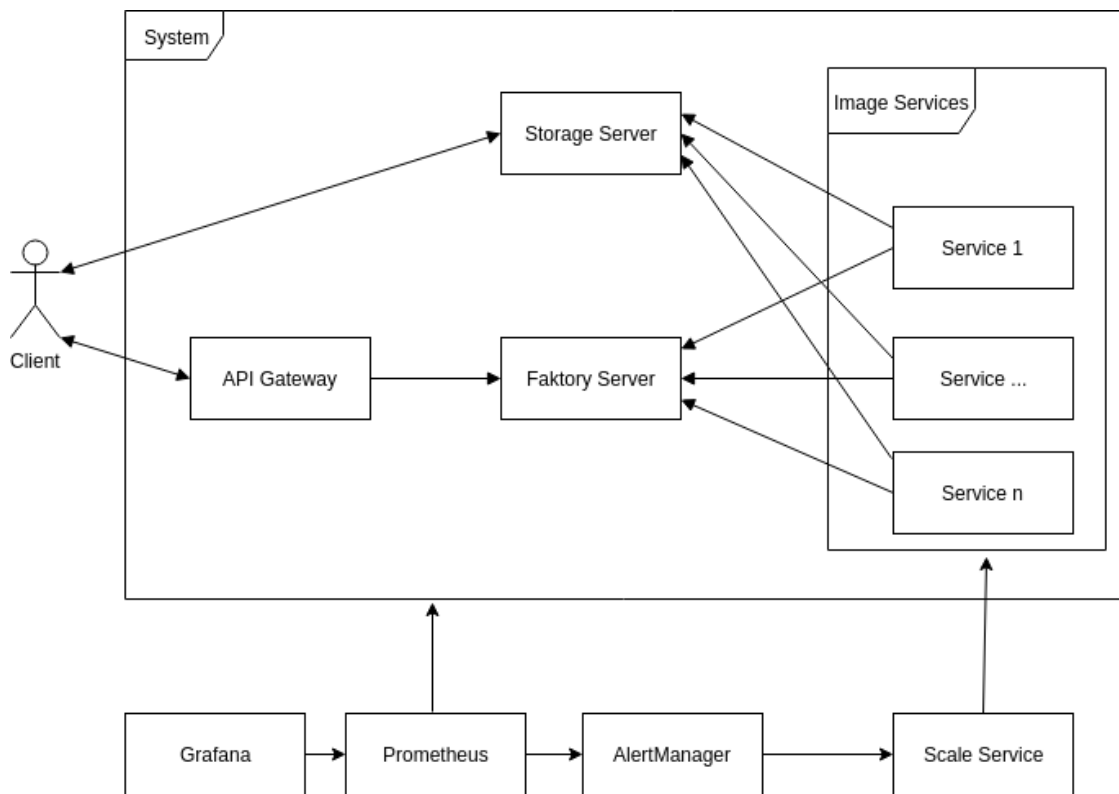 System
Image Services
Storage Server
Service 1
Client
API Gateway
Faktory Server
Service ...
Service n
Grafana
Prometheus
AlertManager
Scale Service